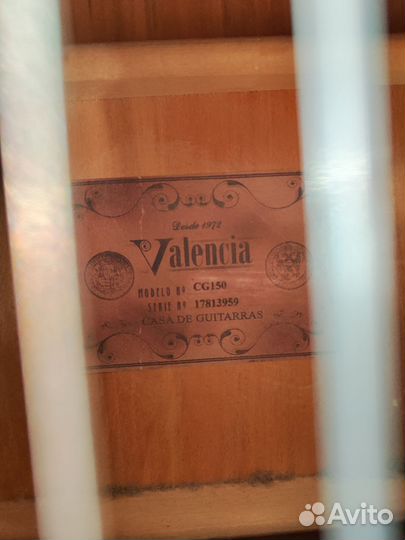 Desde 1972
Valencia
MODELO Nº CG150
SERIE Nº 17813959
CASA DE GUITARRAS
Avito